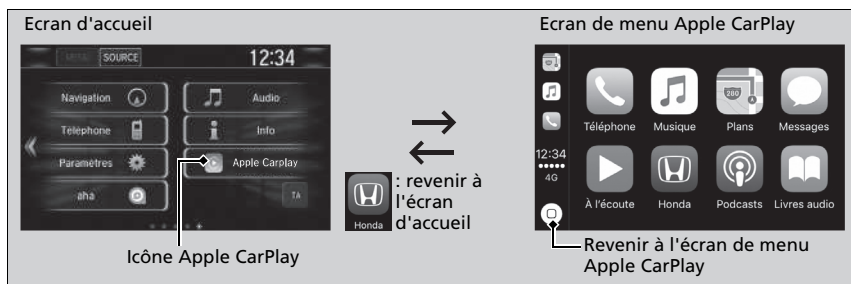 Ecran d'accueil
Ecran de menu Apple CarPlay
SOURCE
12:34
Navigation
Audio
Téléphone
Info
Paramètres
Apple Carplay
aha
TA
Icône Apple CarPlay
Honda
: revenir à
l'écran
d'accueil
280
Téléphone
Musique
Plans
Messages
12:34
4G
À l'écoute
Honda
Podcasts
Livres audio
Revenir à l'écran de menu
Apple CarPlay